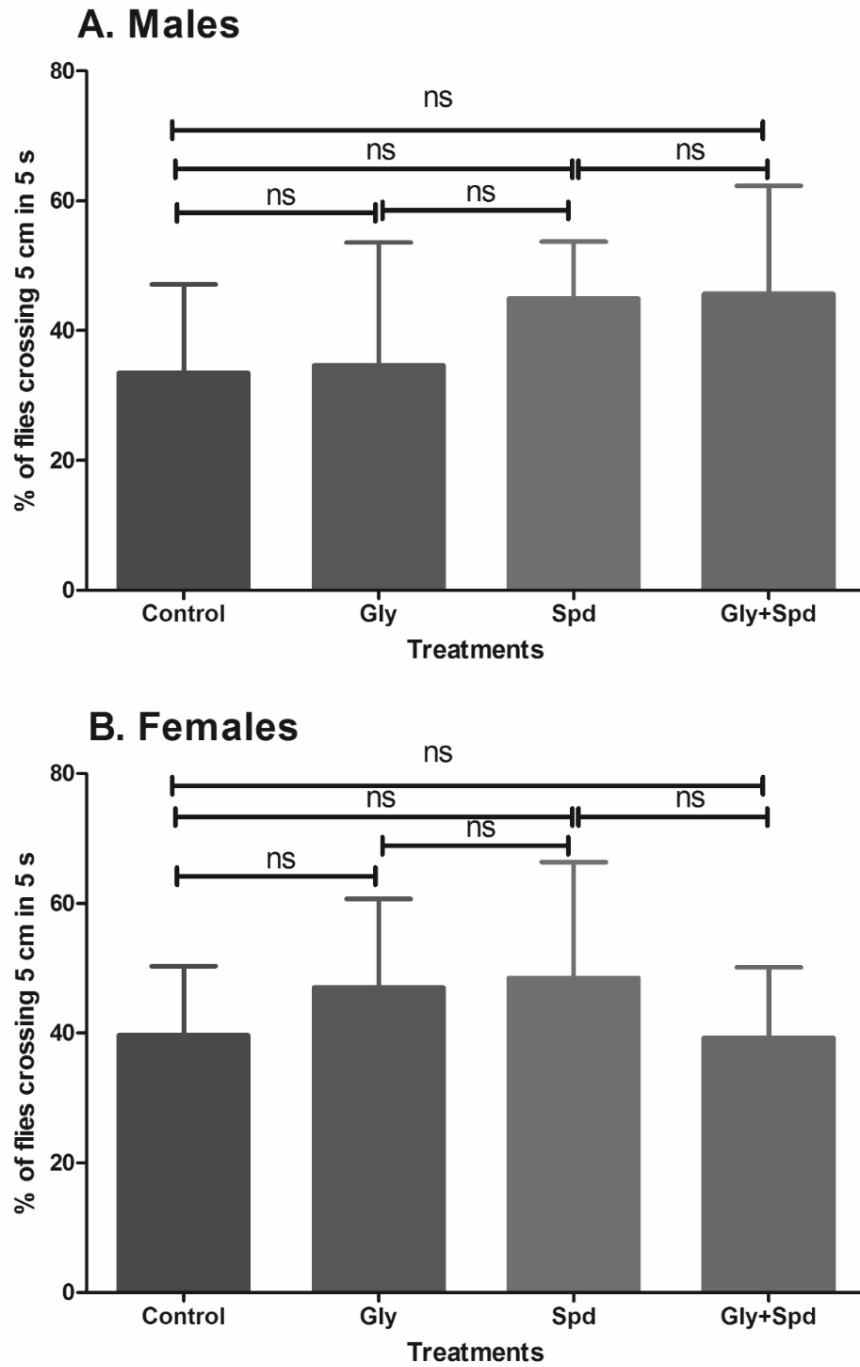 A. Males
80
60
40
20
0
% of flies crossing 5 cm in 5 s
ns
ns
ns
ns
ns
Control Gly Spd Gly+Spd
Treatments
B. Females
80
60
40
20
0
% of flies crossing 5 cm in 5 s
ns
ns
ns
ns
ns
Control Gly Spd Gly+Spd
Treatments